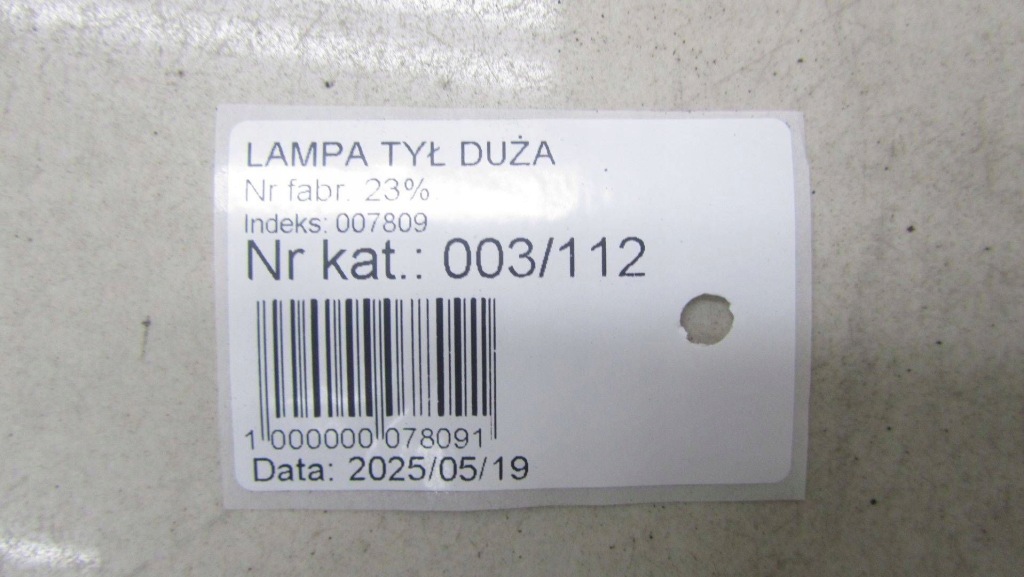 LAMPA TYŁ DUŻA
Nr fabr. 23%
Indeks: 007809
Nr kat.: 003/112
1 000000 078091
Data: 2025/05/19